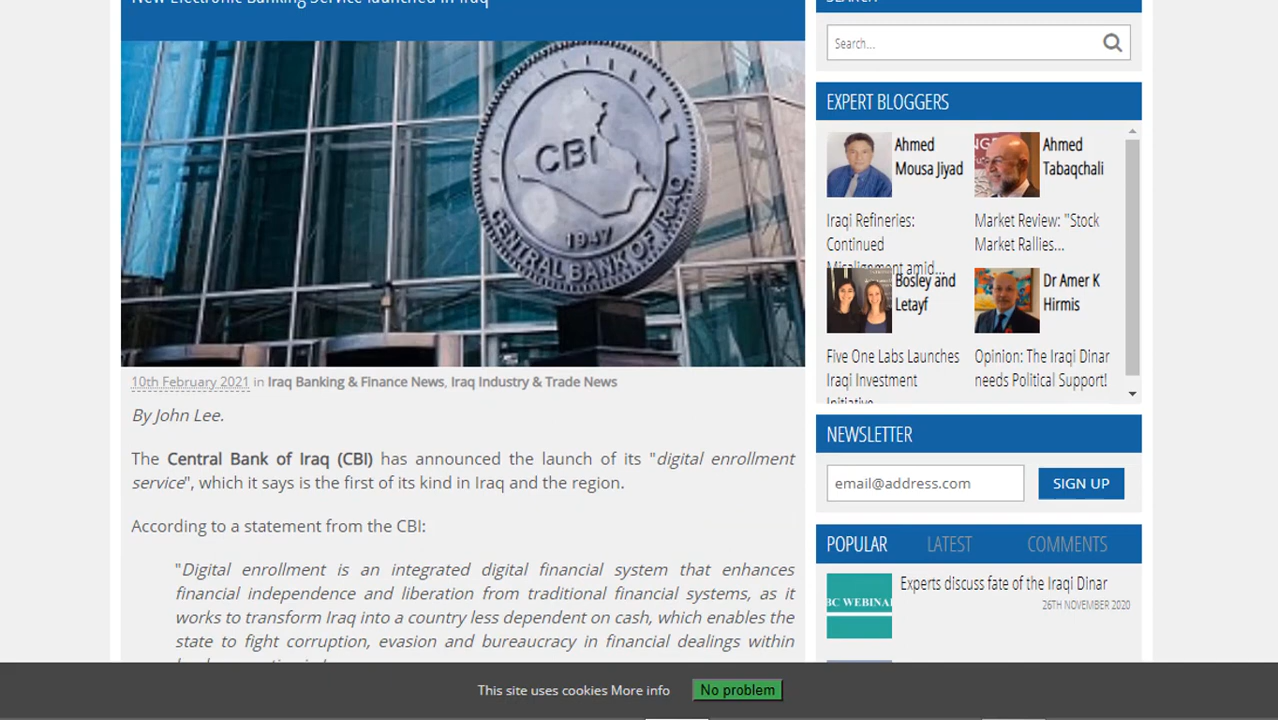 New Electronic Banking Service launched in Iraq
CBI
1947
CENTRAL BANK OF IRAQ
10th February 2021 in Iraq Banking & Finance News, Iraq Industry & Trade News
By John Lee.
The Central Bank of Iraq (CBI) has announced the launch of its "digital enrollment
service", which it says is the first of its kind in Iraq and the region.
According to a statement from the CBI:
"Digital enrollment is an integrated digital financial system that enhances
financial independence and liberation from traditional financial systems, as it
works to transform Iraq into a country less dependent on cash, which enables the
state to fight corruption, evasion and bureaucracy in financial dealings within
SEARCH
Search...
EXPERT BLOGGERS
Ahmed
Mousa Jiyad
Iraqi Refineries:
Continued
Misalignment amid...
Ahmed
Tabaqchali
Market Review: "Stock
Market Rallies...
Bosley and
Letayf
Five One Labs Launches
Iraqi Investment
Initiative
Dr Amer K
Hirmis
Opinion: The Iraqi Dinar
needs Political Support!
NEWSLETTER
email@address.com
SIGN UP
POPULAR
LATEST
COMMENTS
BC WEBINA
Experts discuss fate of the Iraqi Dinar
26TH NOVEMBER 2020
This site uses cookies More info
No problem